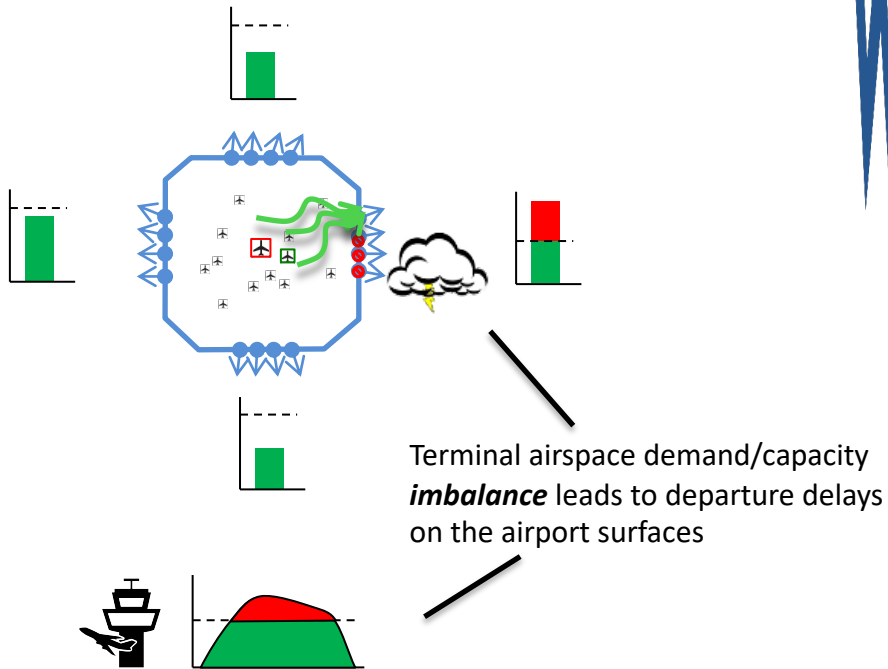 Terminal airspace demand/capacity
imbalance leads to departure delays
on the airport surfaces